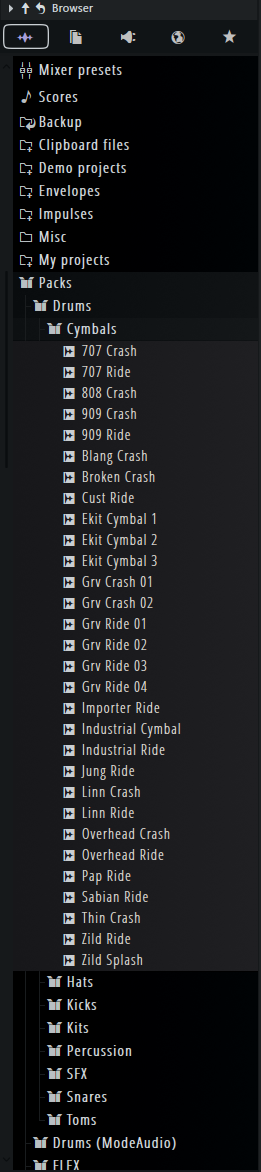 Browser
Mixer presets
Scores
Backup
Clipboard files
Demo projects
Envelopes
Impulses
Misc
My projects
Packs
Drums
Cymbals
707 Crash
707 Ride
808 Crash
909 Crash
909 Ride
Blang Crash
Broken Crash
Cust Ride
Ekit Cymbal 1
Ekit Cymbal 2
Ekit Cymbal 3
Grv Crash 01
Grv Crash 02
Grv Ride 01
Grv Ride 02
Grv Ride 03
Grv Ride 04
Importer Ride
Industrial Cymbal
Industrial Ride
Jung Ride
Linn Crash
Linn Ride
Overhead Crash
Overhead Ride
Pap Ride
Sabian Ride
Thin Crash
Zild Ride
Zild Splash
Hats
Kicks
Kits
Percussion
SFX
Snares
Toms
Drums (ModeAudio)
FLEX